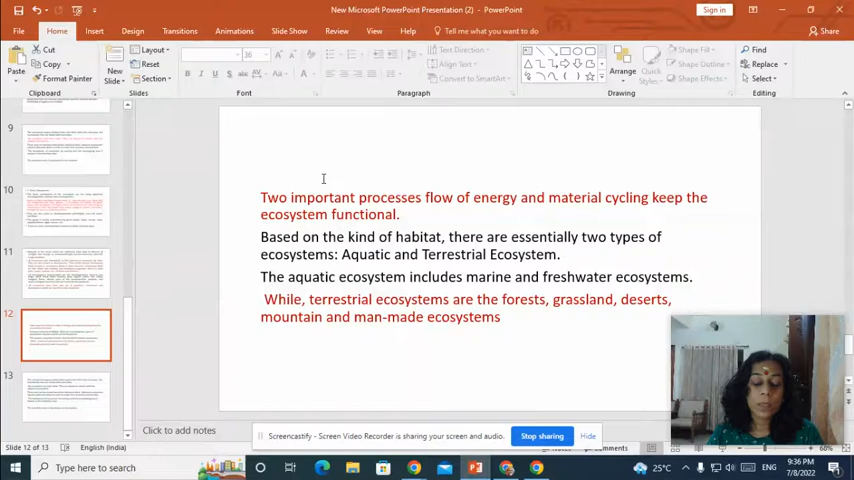 New Microsoft PowerPoint Presentation (2) - PowerPoint
Sign in
File Home Insert Design Transitions Animations Slide Show Review View Help Tell me what you want to do Share
Paste
Cut
Copy
Format Painter
Clipboard
New Slide
Layout
Reset
Section
Slides
36
Font
Text Direction
Align Text
Convert to SmartArt
Paragraph
Arrange
Quick Styles
Shape Fill
Shape Outline
Shape Effects
Drawing
Find
Replace
Select
Editing
9
10
11
12
13
Two important processes flow of energy and material cycling keep the
ecosystem functional.
Based on the kind of habitat, there are essentially two types of
ecosystems: Aquatic and Terrestrial Ecosystem.
The aquatic ecosystem includes marine and freshwater ecosystems.
While, terrestrial ecosystems are the forests, grassland, deserts,
mountain and man-made ecosystems
Click to add notes
Screencastify - Screen Video Recorder is sharing your screen and audio.
Stop sharing
Hide
Slide 12 of 13 English (India)
68%
Type here to search
25°C
ENG
9:36 PM
7/8/2022